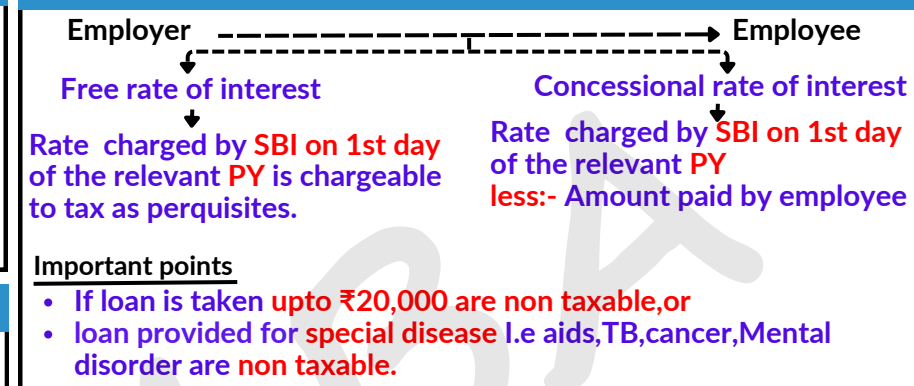 Employer Employee
Free rate of interest
Concessional rate of interest
Rate charged by SBI on 1st day
of the relevant PY is chargeable
to tax as perquisites.
Rate charged by SBI on 1st day
of the relevant PY
less:- Amount paid by employee
Important points
• If loan is taken upto ₹20,000 are non taxable,or
• loan provided for special disease I.e aids,TB,cancer,Mental
disorder are non taxable.